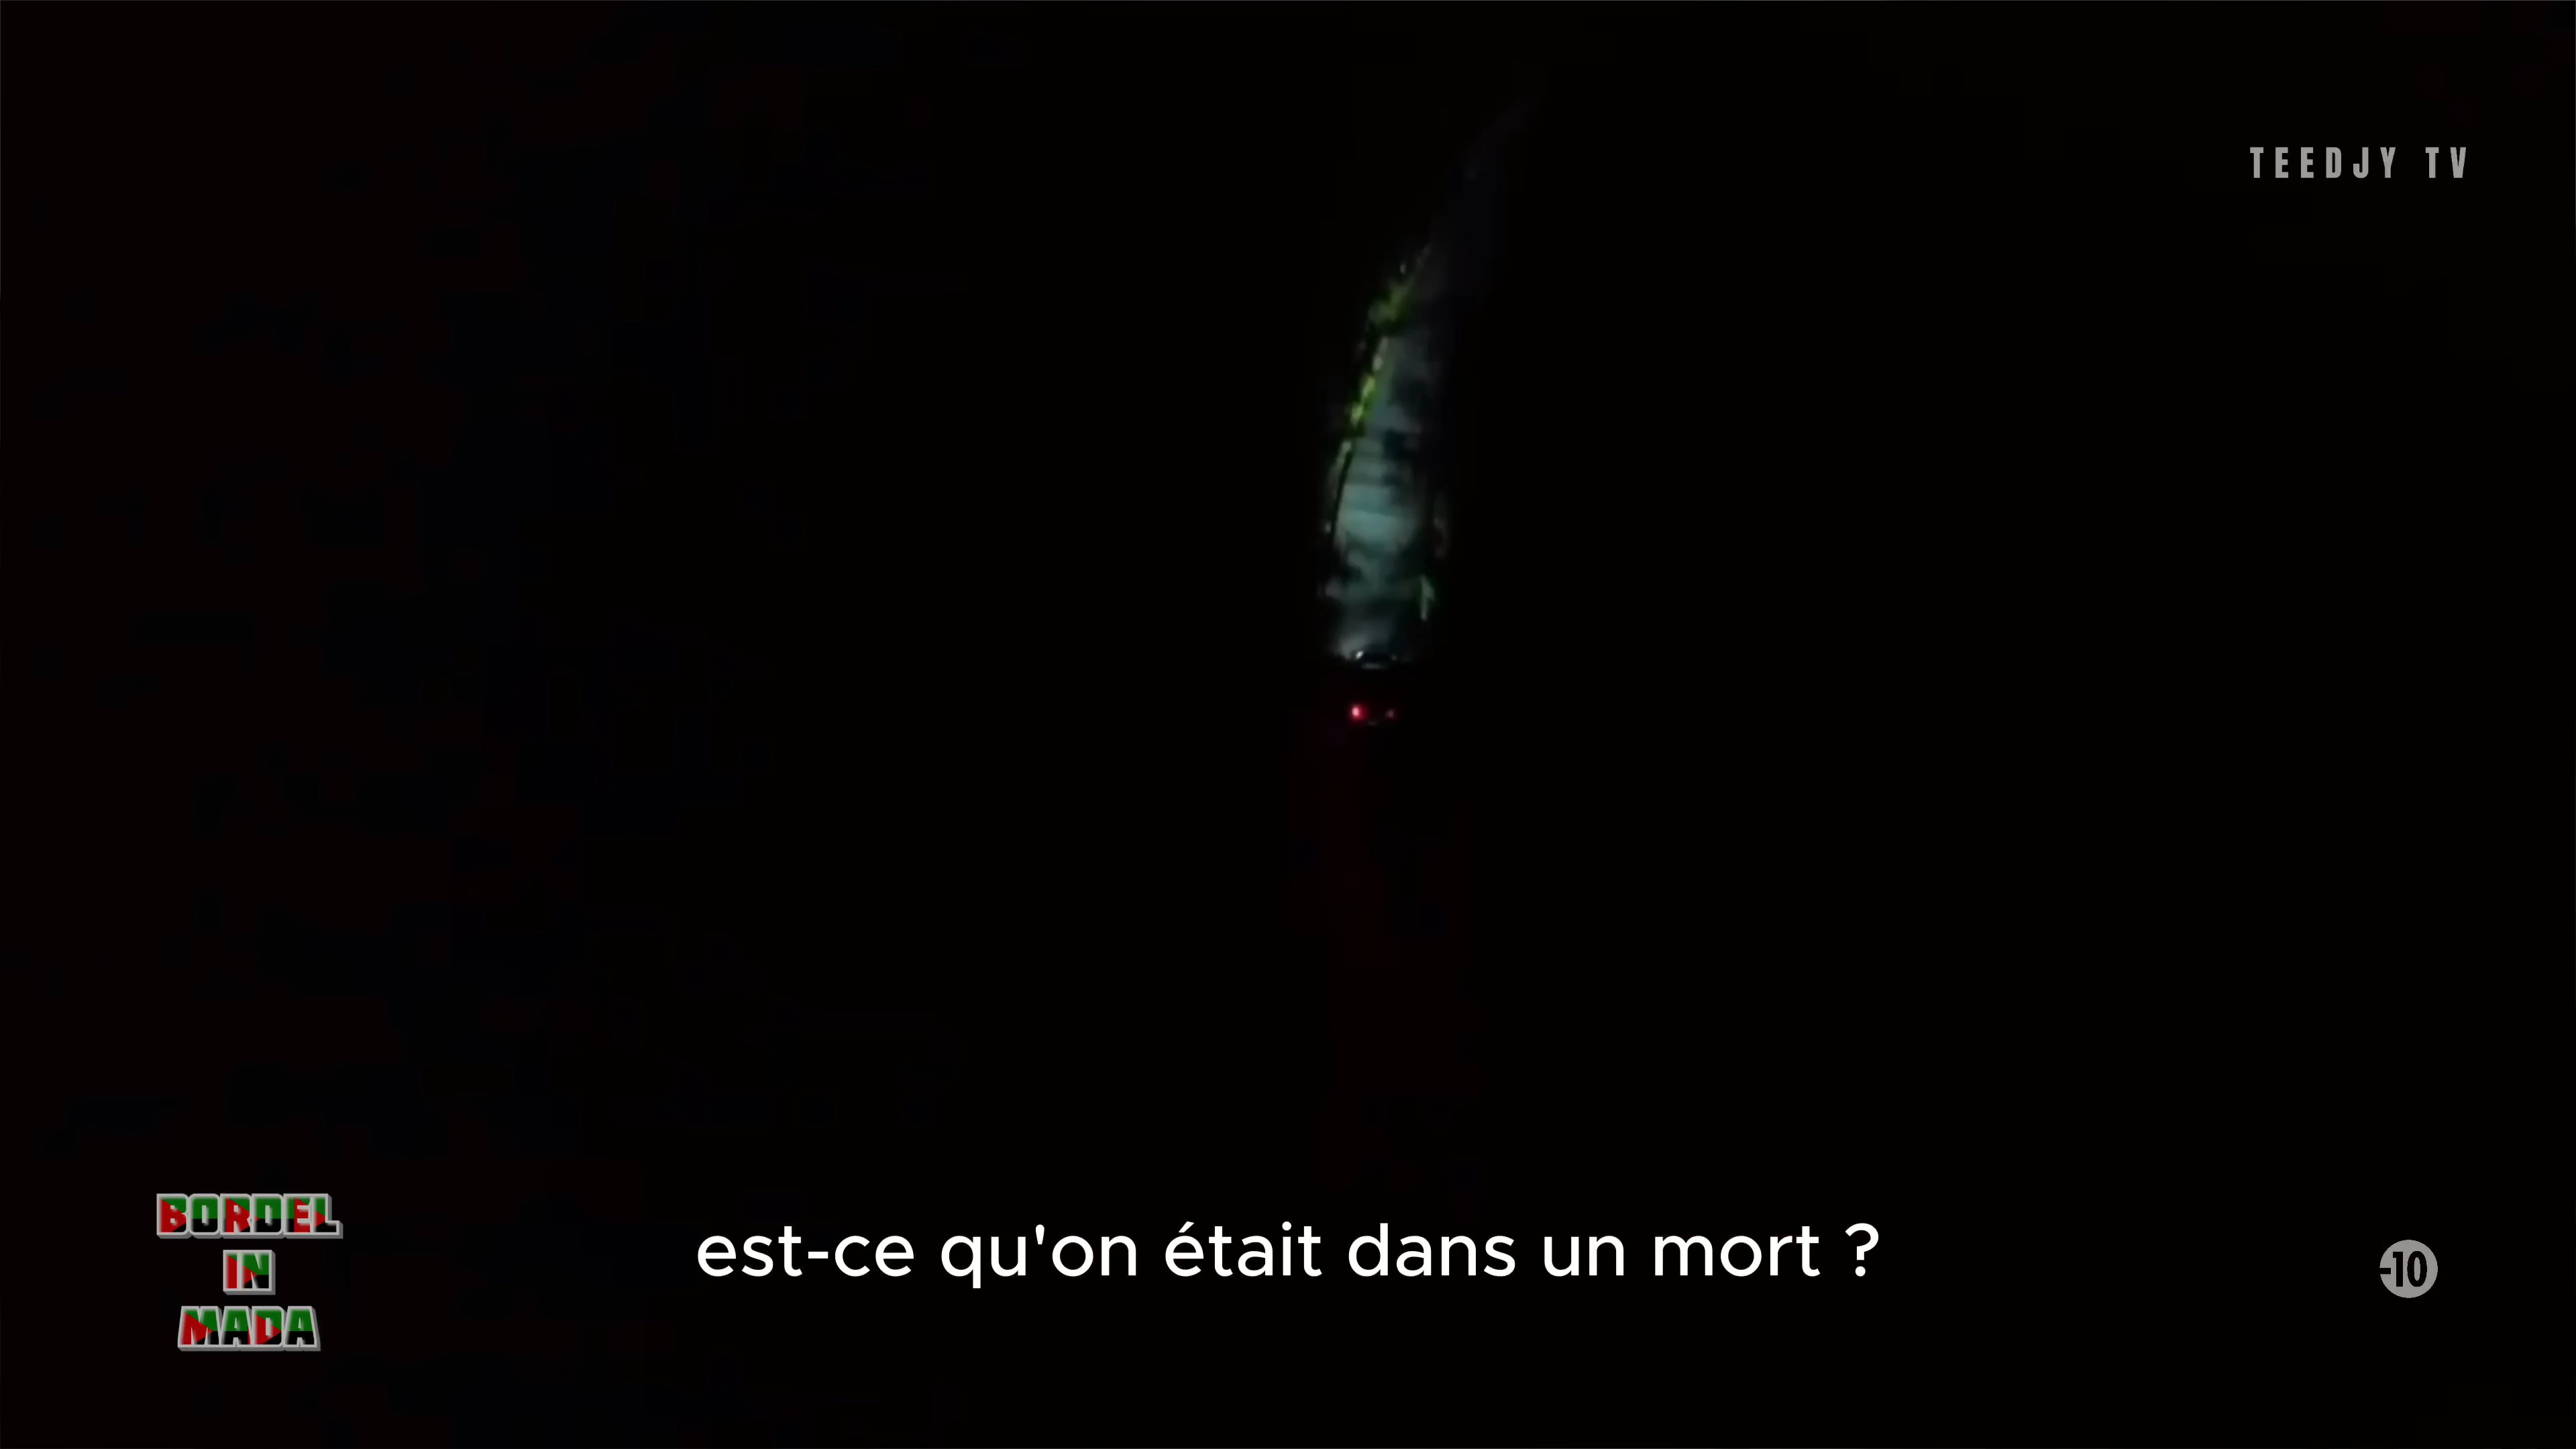 TEEDJY TV
BORDEL
IN
MADA
est-ce qu'on était dans un mort ?
-10